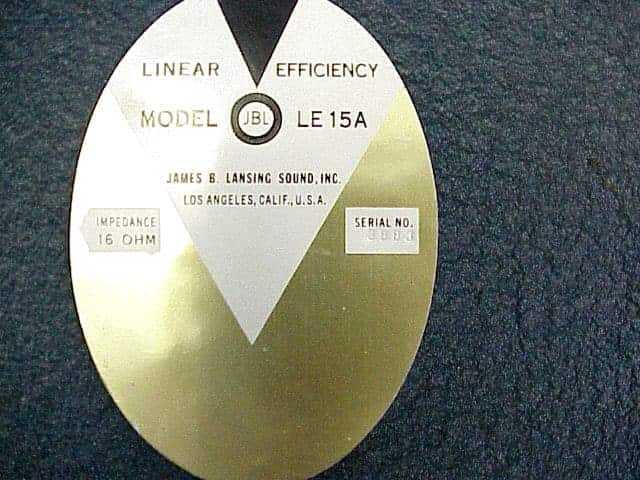 LINEAR EFFICIENCY
MODEL JBL LE 15A
JAMES B. LANSING SOUND, INC.
LOS ANGELES, CALIF., U.S.A.
IMPEDANCE
16 OHM
SERIAL NO.